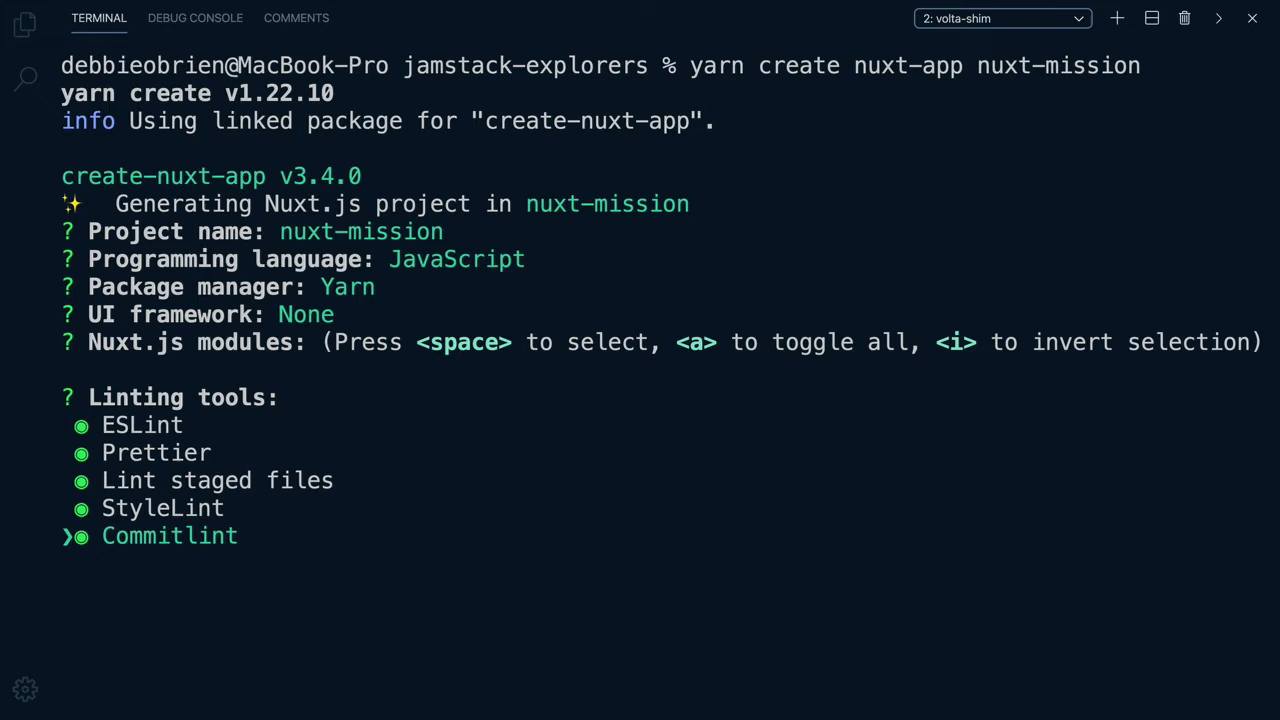 TERMINAL DEBUG CONSOLE COMMENTS 2: volta-shim
debbieobrien@MacBook-Pro jamstack-explorers % yarn create nuxt-app nuxt-mission
yarn create v1.22.10
info Using linked package for "create-nuxt-app".
create-nuxt-app v3.4.0
✨ Generating Nuxt.js project in nuxt-mission
? Project name: nuxt-mission
? Programming language: JavaScript
? Package manager: Yarn
? UI framework: None
? Nuxt.js modules: (Press <space> to select, <a> to toggle all, <i> to invert selection)
? Linting tools:
◉ ESLint
◉ Prettier
◉ Lint staged files
◉ StyleLint
❯◉ Commitlint